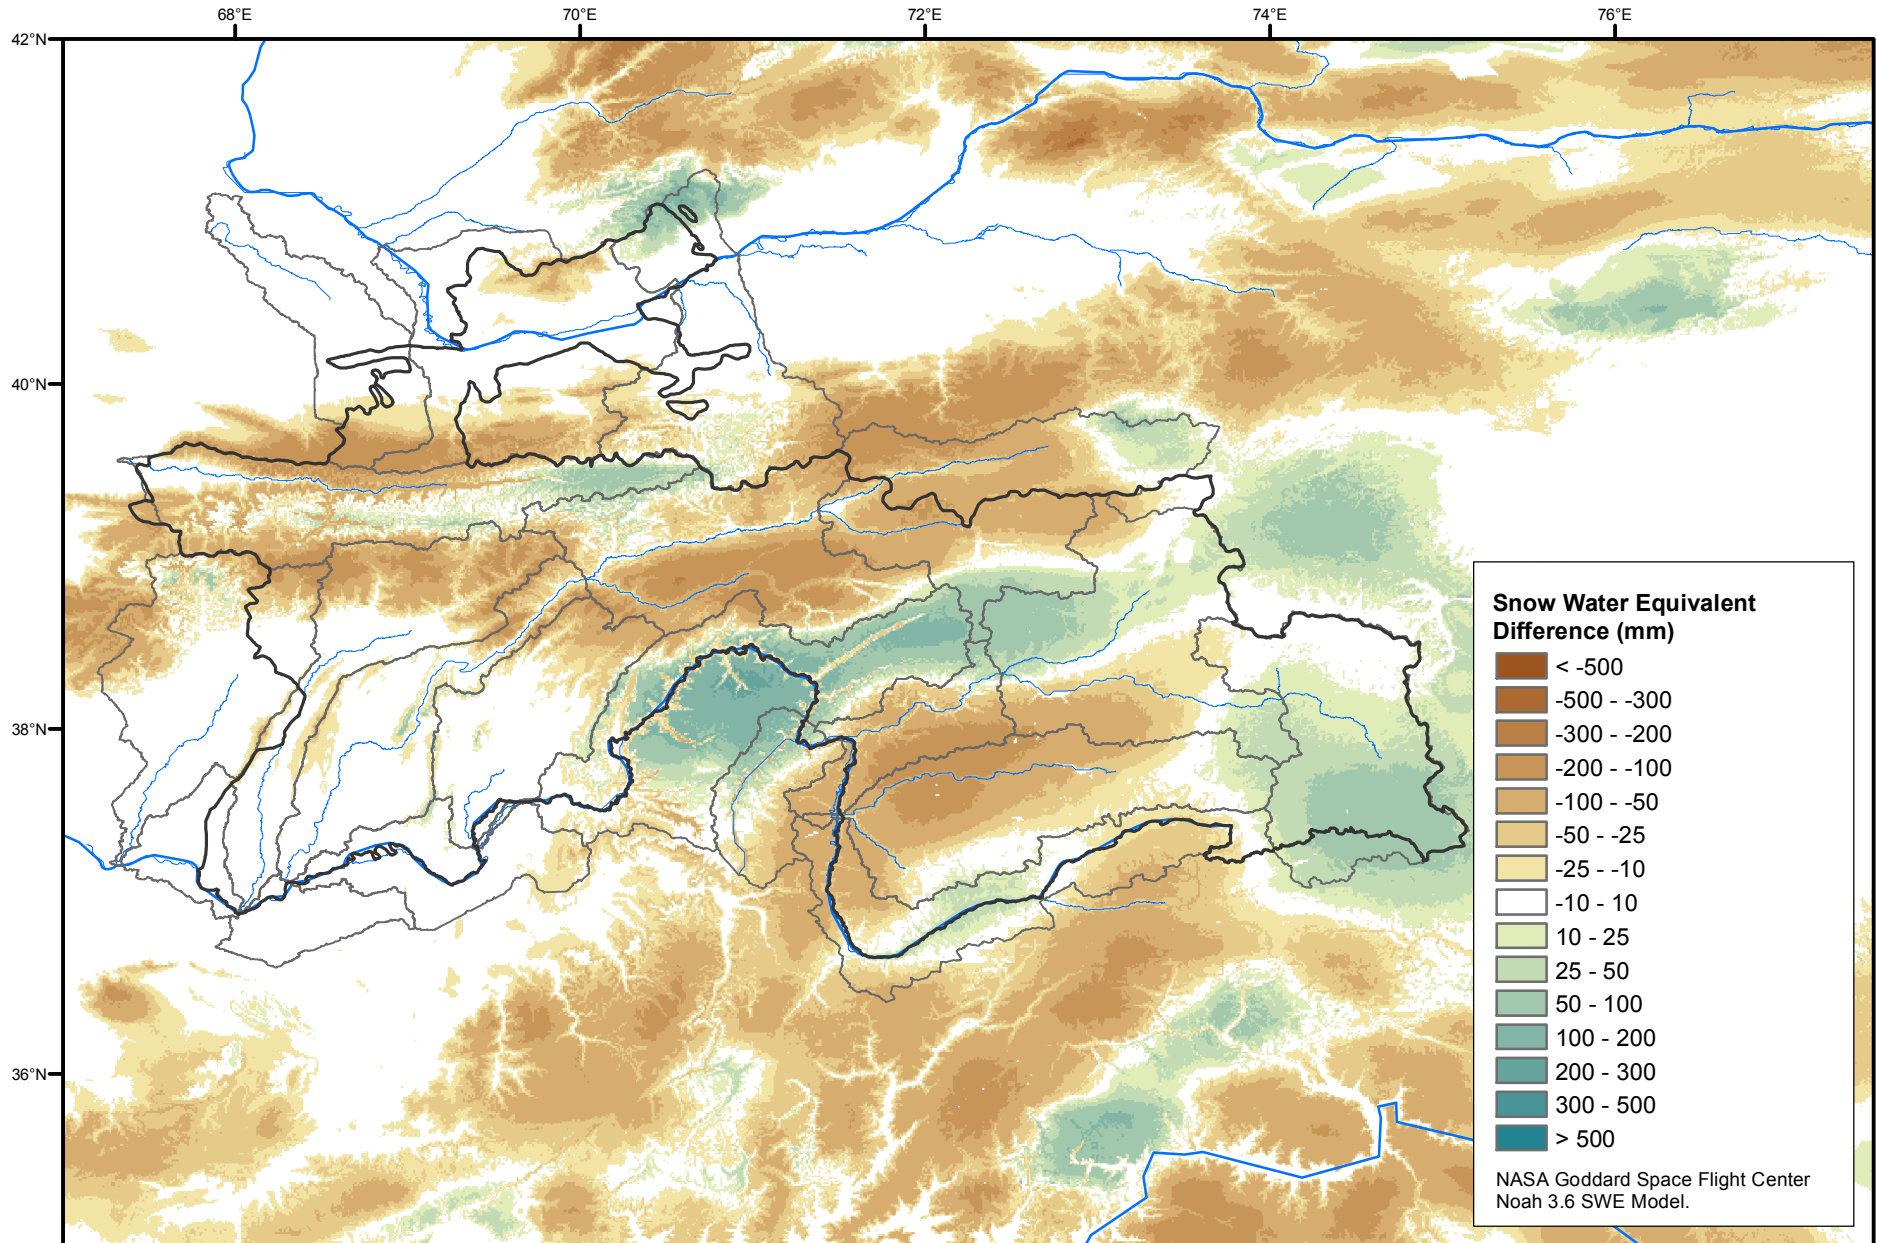 68°E 70°E 72°E 74°E 76°E
42°N
40°N
38°N
36°N
Snow Water Equivalent
Difference (mm)
< -500
-500 - -300
-300 - -200
-200 - -100
-100 - -50
-50 - -25
-25 - -10
-10 - 10
10 - 25
25 - 50
50 - 100
100 - 200
200 - 300
300 - 500
> 500
NASA Goddard Space Flight Center
Noah 3.6 SWE Model.